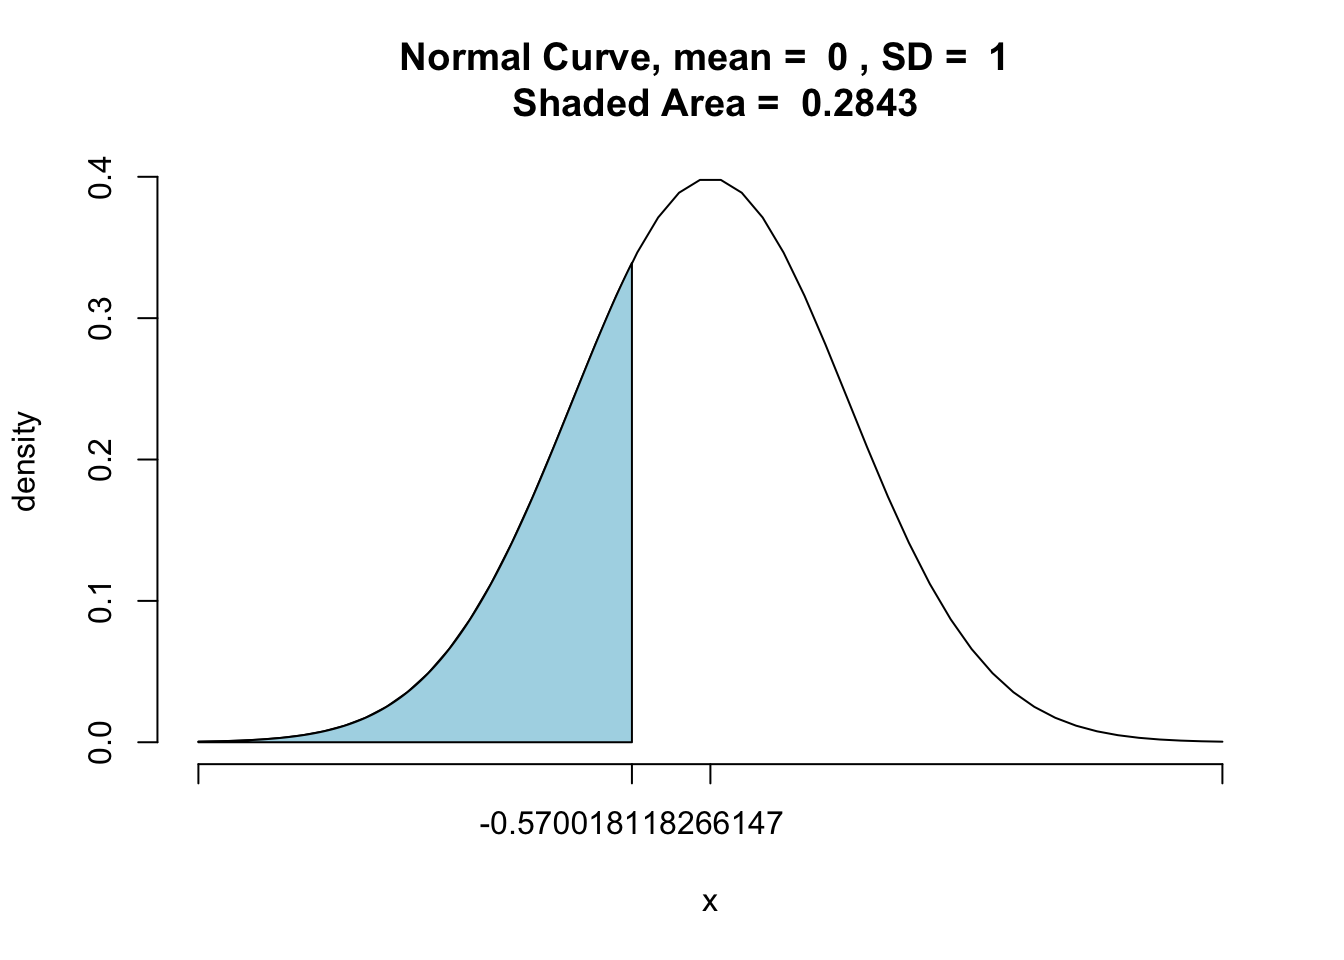 Normal Curve, mean =  0 , SD =  1
Shaded Area =  0.2843
0.4
0.3
0.2
0.1
0.0
density
-0.570018118266147
x